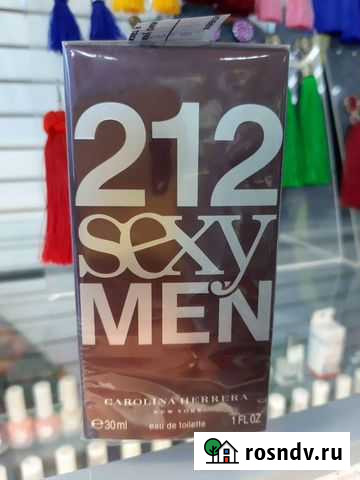 212
sexy
MEN
CAROLINA HERRERA
NEW YORK
℮30ml eau de toilette 1 FL OZ
rosndv.ru